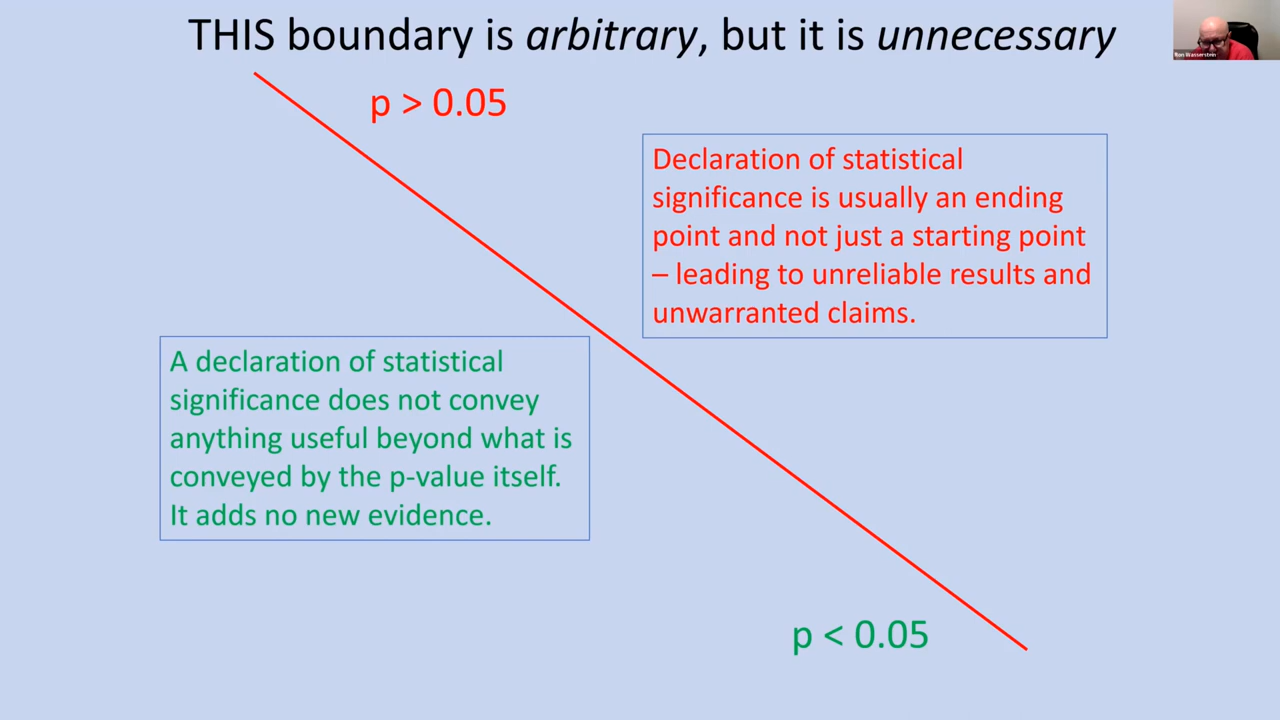 THIS boundary is arbitrary, but it is unnecessary
Ron Wasserstein
p > 0.05
Declaration of statistical
significance is usually an ending
point and not just a starting point
– leading to unreliable results and
unwarranted claims.
A declaration of statistical
significance does not convey
anything useful beyond what is
conveyed by the p-value itself.
It adds no new evidence.
p < 0.05